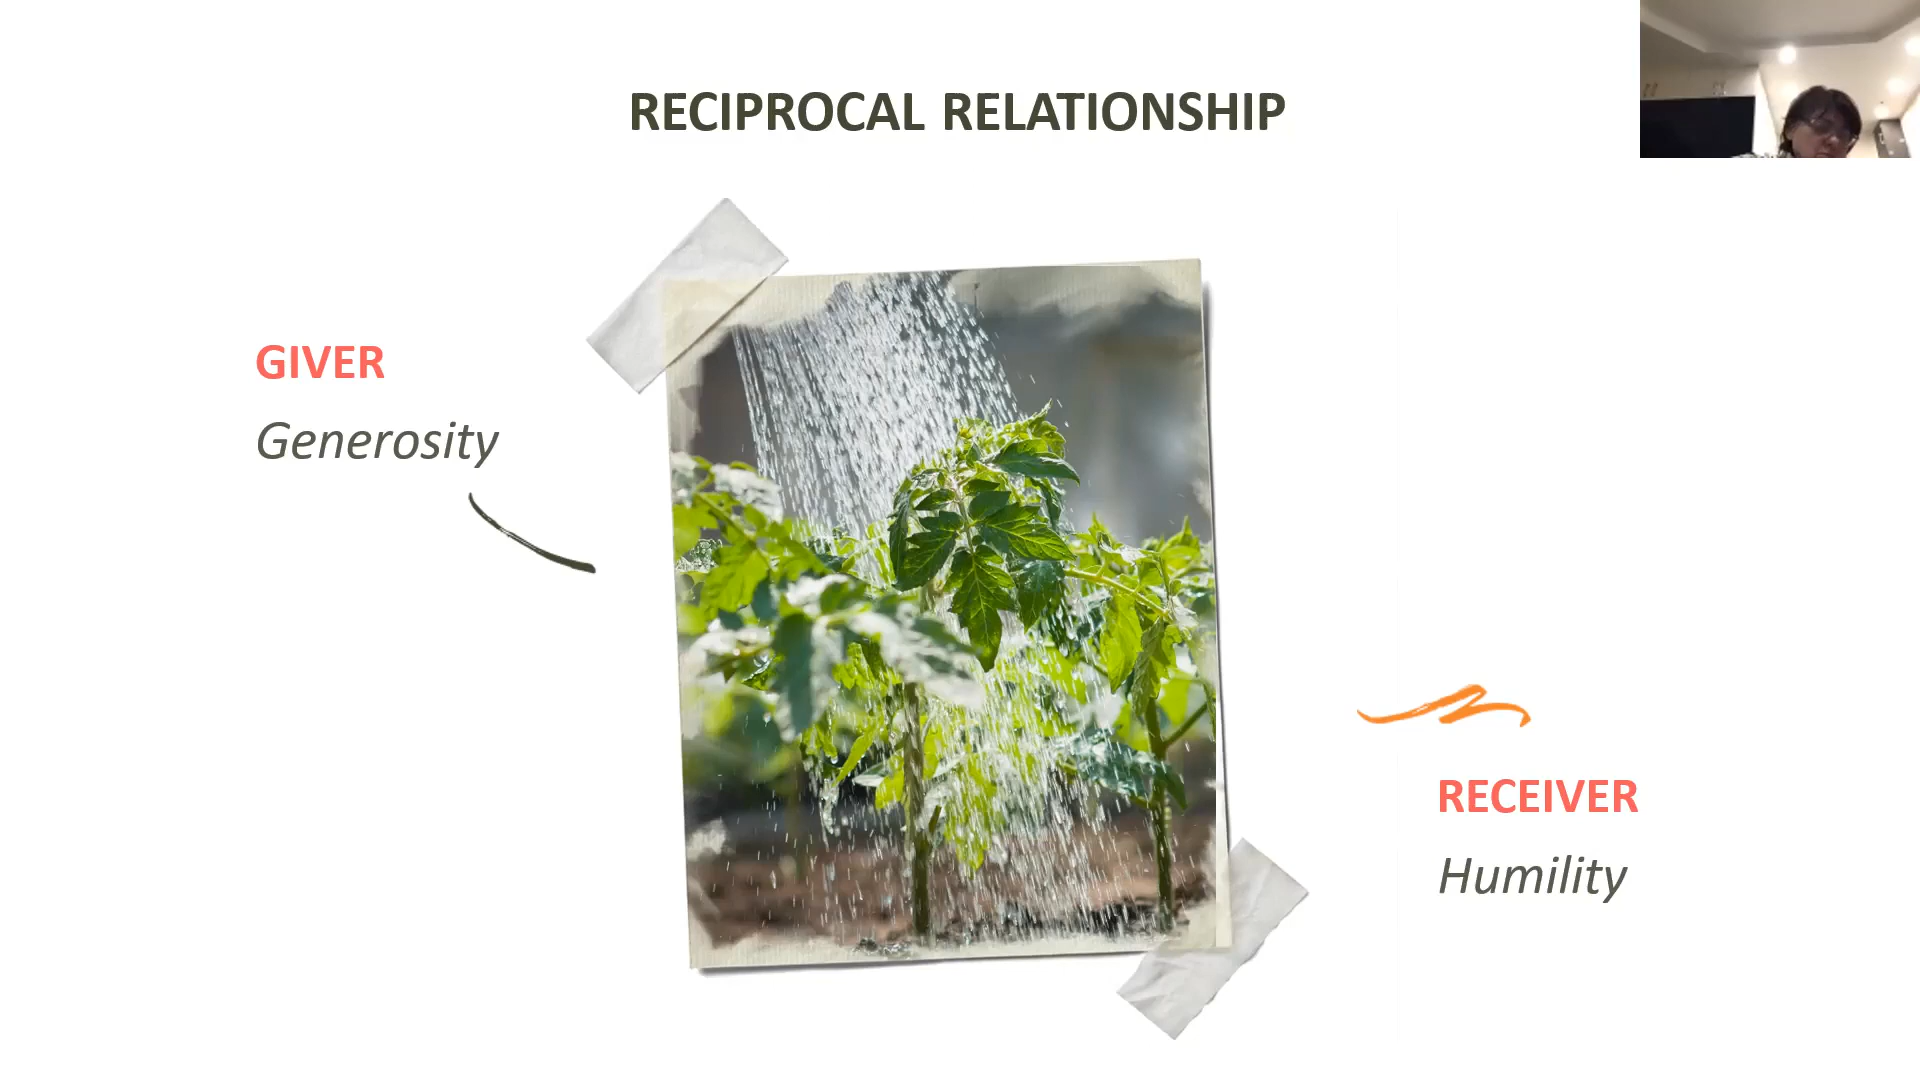 RECIPROCAL RELATIONSHIP
GIVER
Generosity
RECEIVER
Humility